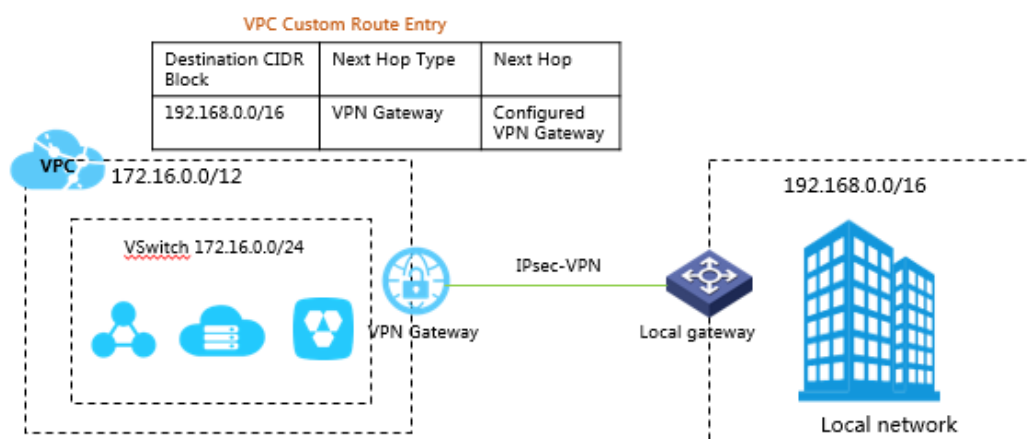 VPC Custom Route Entry
Destination CIDR Block
Next Hop Type
Next Hop
192.168.0.0/16
VPN Gateway
Configured VPN Gateway
VPC
172.16.0.0/12
192.168.0.0/16
VSwitch 172.16.0.0/24
IPsec-VPN
VPN Gateway
Local gateway
Local network